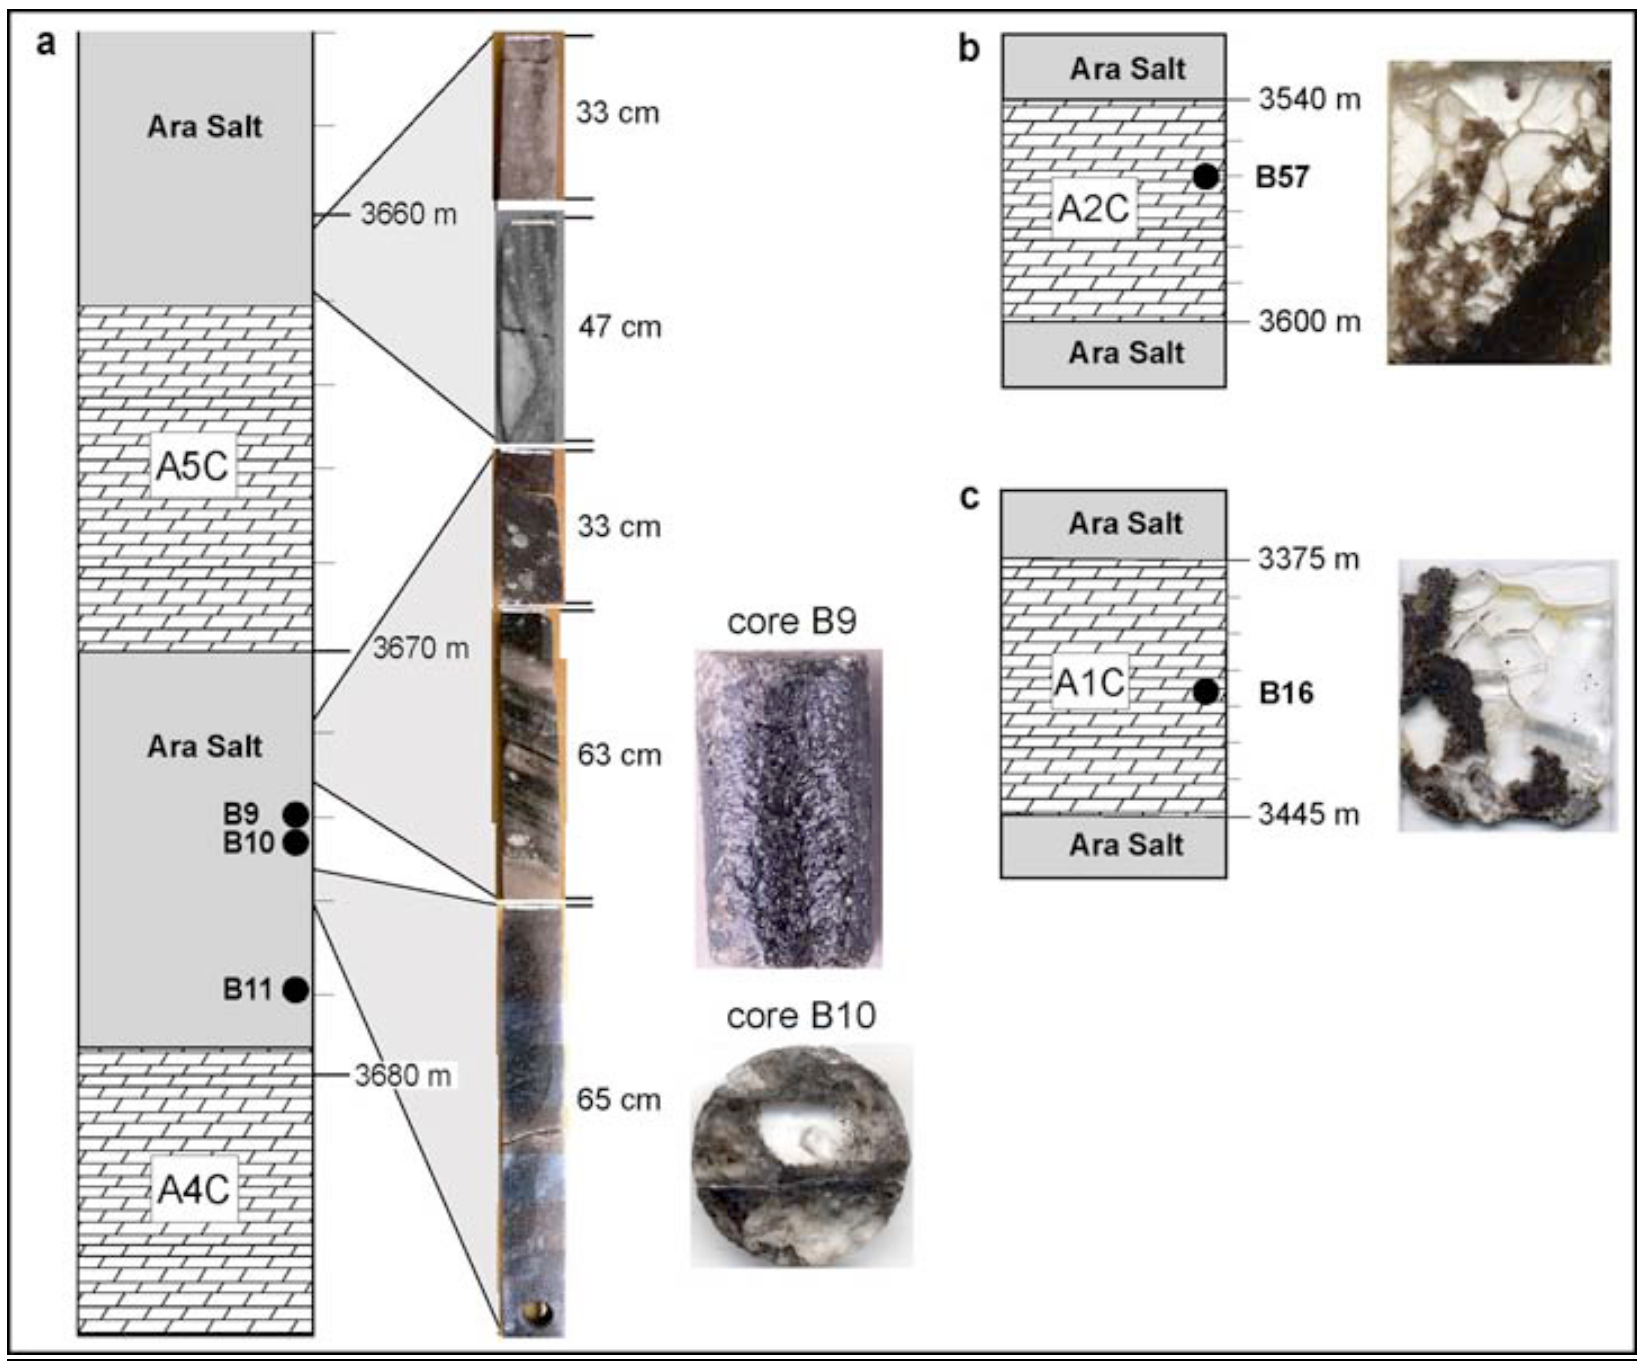 a
Ara Salt
3660 m
A5C
3670 m
Ara Salt
B9
B10
B11
3680 m
A4C
33 cm
47 cm
33 cm
63 cm
65 cm
core B9
core B10
b
Ara Salt
3540 m
A2C
B57
3600 m
Ara Salt
c
Ara Salt
3375 m
A1C
B16
3445 m
Ara Salt